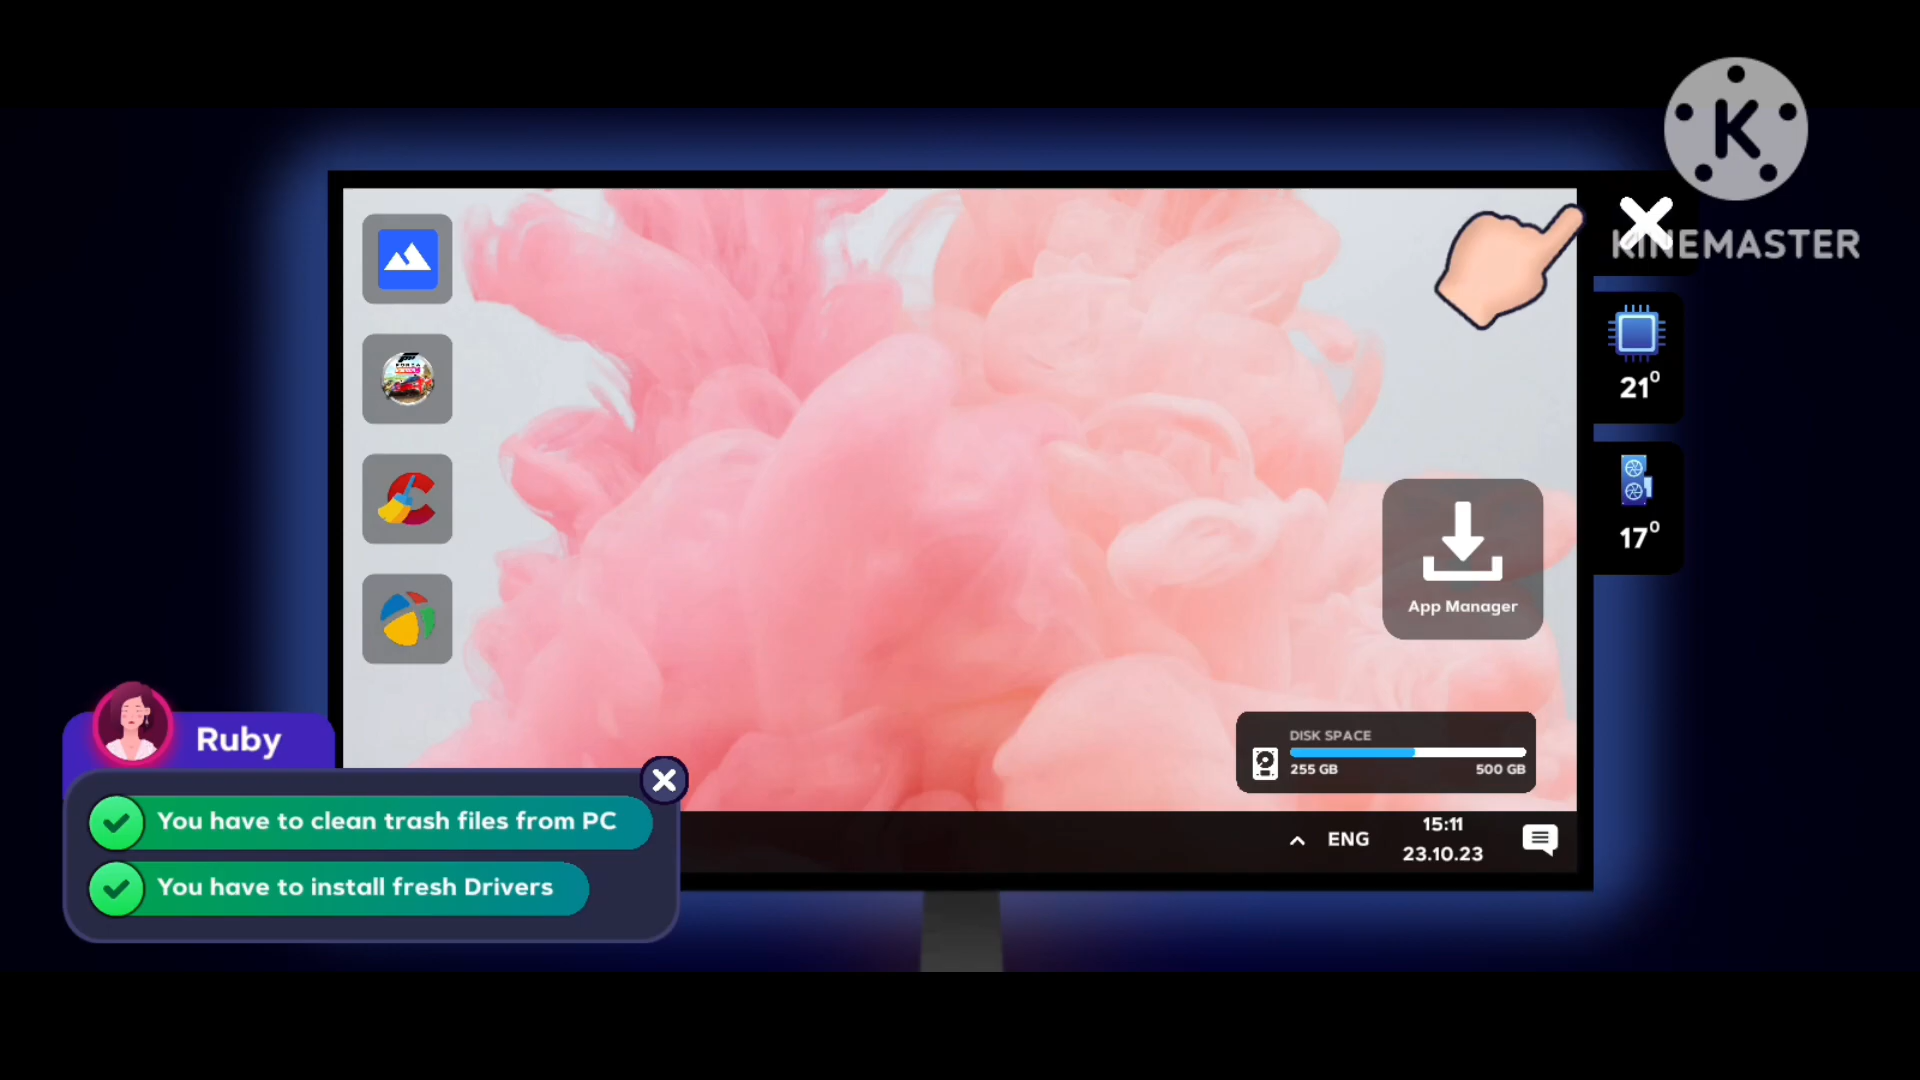 K
KINEMASTER
21°
17°
App Manager
DISK SPACE
255 GB
500 GB
Ruby
You have to clean trash files from PC
You have to install fresh Drivers
ENG
15:11
23.10.23